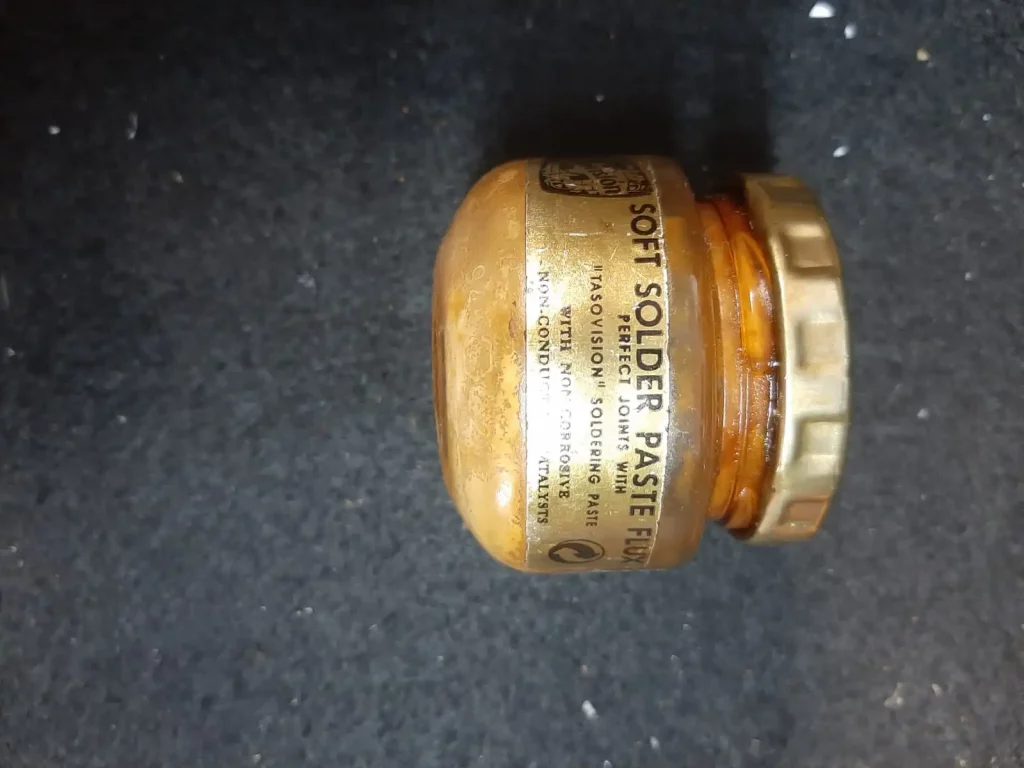 SOFT SOLDER PASTE FLUX
PERFECT JOINTS WITH
"TASOVISION" SOLDERING PASTE
WITH NON CORROSIVE